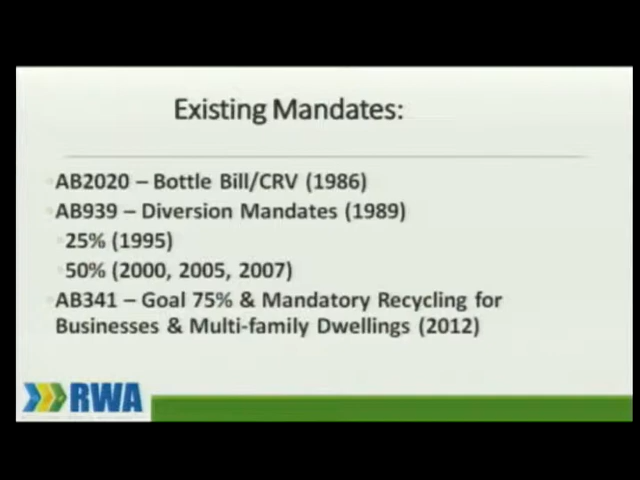 Existing Mandates:
AB2020 – Bottle Bill/CRV (1986)
AB939 – Diversion Mandates (1989)
25% (1995)
50% (2000, 2005, 2007)
AB341 – Goal 75% & Mandatory Recycling for
Businesses & Multi-family Dwellings (2012)
RWA